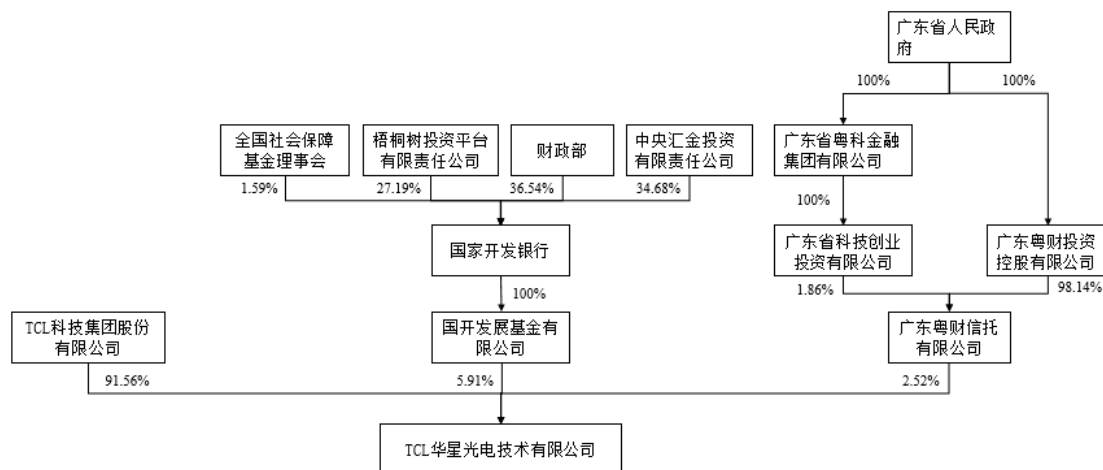 广东省人民政
府
100%
100%
全国社会保障
基金理事会
梧桐树投资平台
有限责任公司
财政部
中央汇金投资
有限责任公司
广东省粤科金融
集团有限公司
1.59%
27.19%
36.54%
34.68%
100%
国家开发银行
广东省科技创业
投资有限公司
广东粤财投资
控股有限公司
1.86%
98.14%
100%
TCL科技集团股份
有限公司
国开发展基金有
限公司
广东粤财信托
有限公司
91.56%
5.91%
2.52%
TCL华星光电技术有限公司